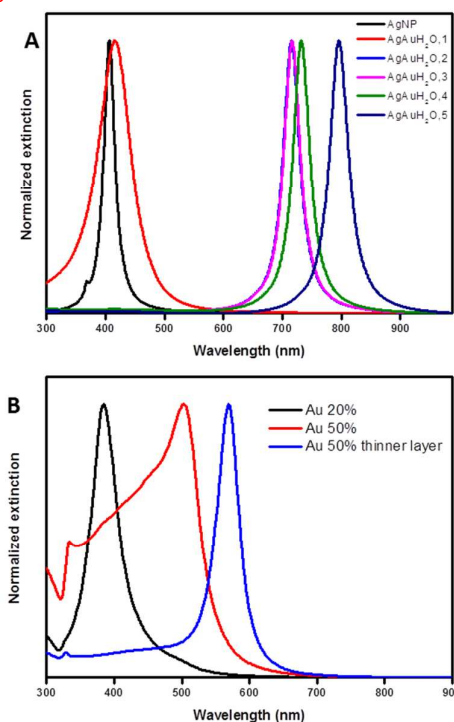 A
AgNP
AgAuH₂O,1
AgAuH₂O,2
AgAuH₂O,3
AgAuH₂O,4
AgAuH₂O,5
Normalized extinction
300 400 500 600 700 800 900
Wavelength (nm)
B
Au 20%
Au 50%
Au 50% thinner layer
Normalized extinction
300 400 500 600 700 800 900
Wavelength (nm)